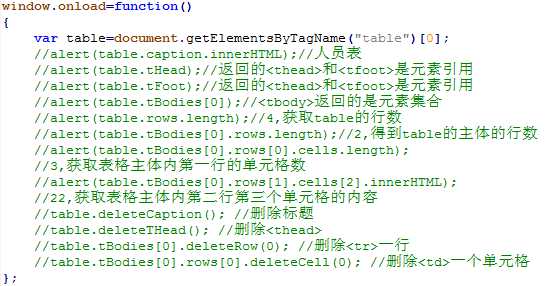 window.onload=function()
{
    var table=document.getElementsByTagName("table")[0];
    //alert(table.caption.innerHTML);//人员表
    //alert(table.tHead);//返回的<thead>和<tfoot>是元素引用
    //alert(table.tFoot);//返回的<thead>和<tfoot>是元素引用
    //alert(table.tBodies[0]);//<tbody>返回的是元素集合
    //alert(table.rows.length);//4,获取table的行数
    //alert(table.tBodies[0].rows.length);//2,得到table的主体的行数
    //alert(table.tBodies[0].rows[0].cells.length);
    //3,获取表格主体内第一行的单元格数
    //alert(table.tBodies[0].rows[1].cells[2].innerHTML);
    //22,获取表格主体内第二行第三个单元格的内容
    //table.deleteCaption(); //删除标题
    //table.deleteTHead(); //删除<thead>
    //table.tBodies[0].deleteRow(0); //删除<tr>一行
    //table.tBodies[0].rows[0].deleteCell(0); //删除<td>一个单元格
};